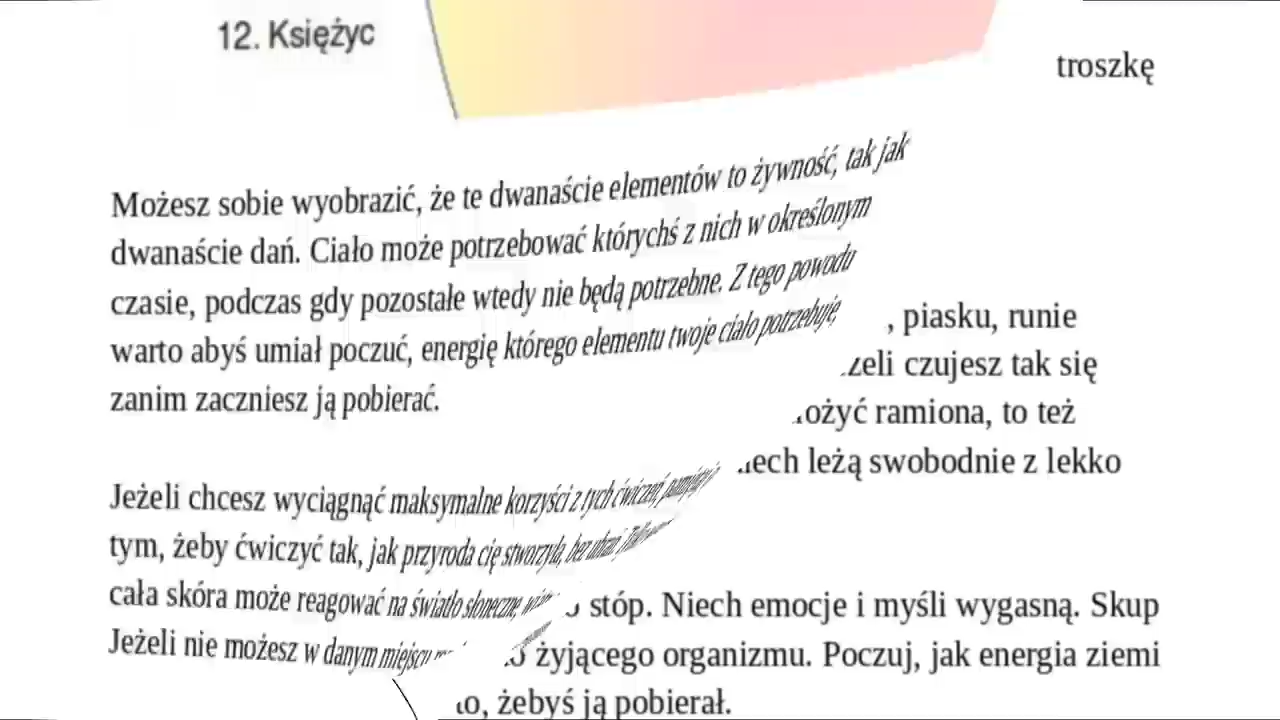 12. Księżyc
troszkę
Możesz sobie wyobrazić, że te dwanaście elementów to żywność, tak jak
dwanaście dań. Ciało może potrzebować którychś z nich w określonym
czasie, podczas gdy pozostałe wtedy nie będą potrzebne. Z tego powodu
warto abyś umiał poczuć, energię którego elementu twoje ciało potrzebuje,
zanim zaczniesz ją pobierać.
, piasku, runie
czujesz tak się
ramiona, to też
leżą swobodnie z lekko
Jeżeli chcesz wyciągnąć maksymalne korzyści z tych ćwiczeń,
tym, żeby ćwiczyć tak, jak przyroda cię stworzyła, bez ubrań.
cała skóra może reagować na światło słoneczne,
Jeżeli nie możesz w danym miejscu
stóp. Niech emocje i myśli wygasną. Skup
żyjącego organizmu. Poczuj, jak energia ziemi
żebyś ją pobierał.